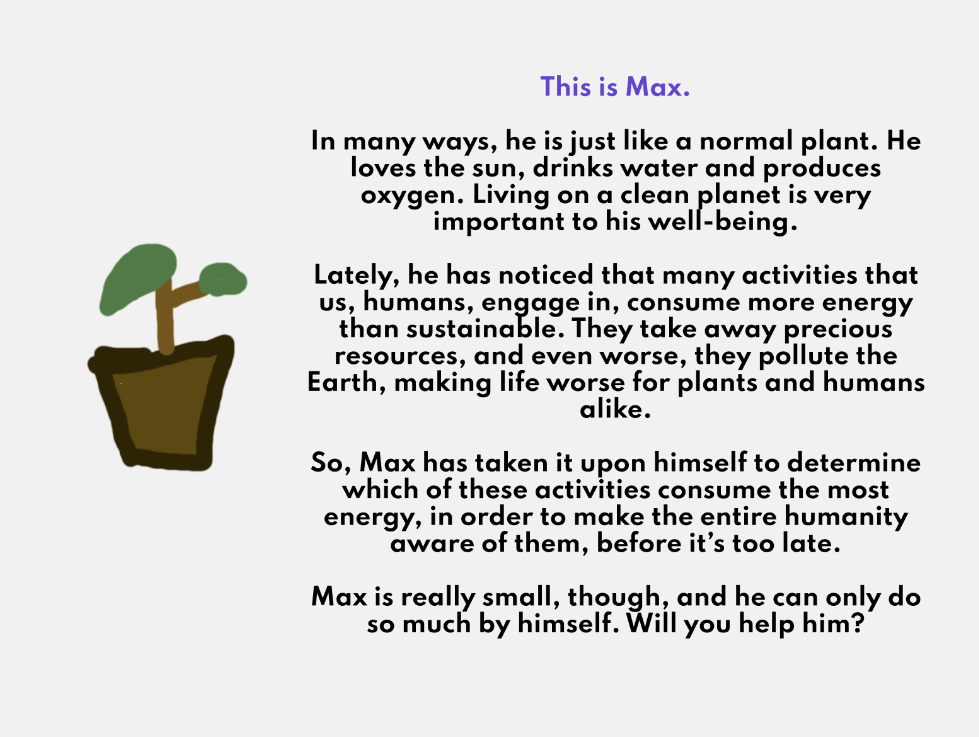 This is Max.
In many ways, he is just like a normal plant. He
loves the sun, drinks water and produces
oxygen. Living on a clean planet is very
important to his well-being.
Lately, he has noticed that many activities that
us, humans, engage in, consume more energy
than sustainable. They take away precious
resources, and even worse, they pollute the
Earth, making life worse for plants and humans
alike.
So, Max has taken it upon himself to determine
which of these activities consume the most
energy, in order to make the entire humanity
aware of them, before it’s too late.
Max is really small, though, and he can only do
so much by himself. Will you help him?